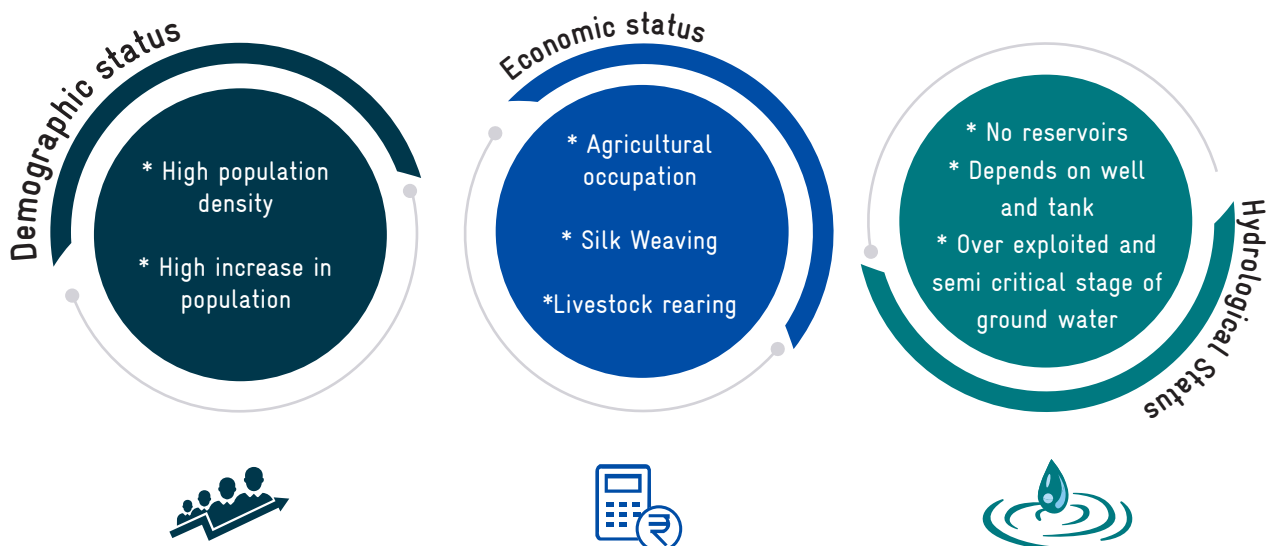 Demographic status
* High population
density
* High increase in
population
Economic status
* Agricultural
occupation
* Silk Weaving
*Livestock rearing
Hydrological Status
* No reservoirs
* Depends on well
and tank
* Over exploited and
semi critical stage of
ground water
₹